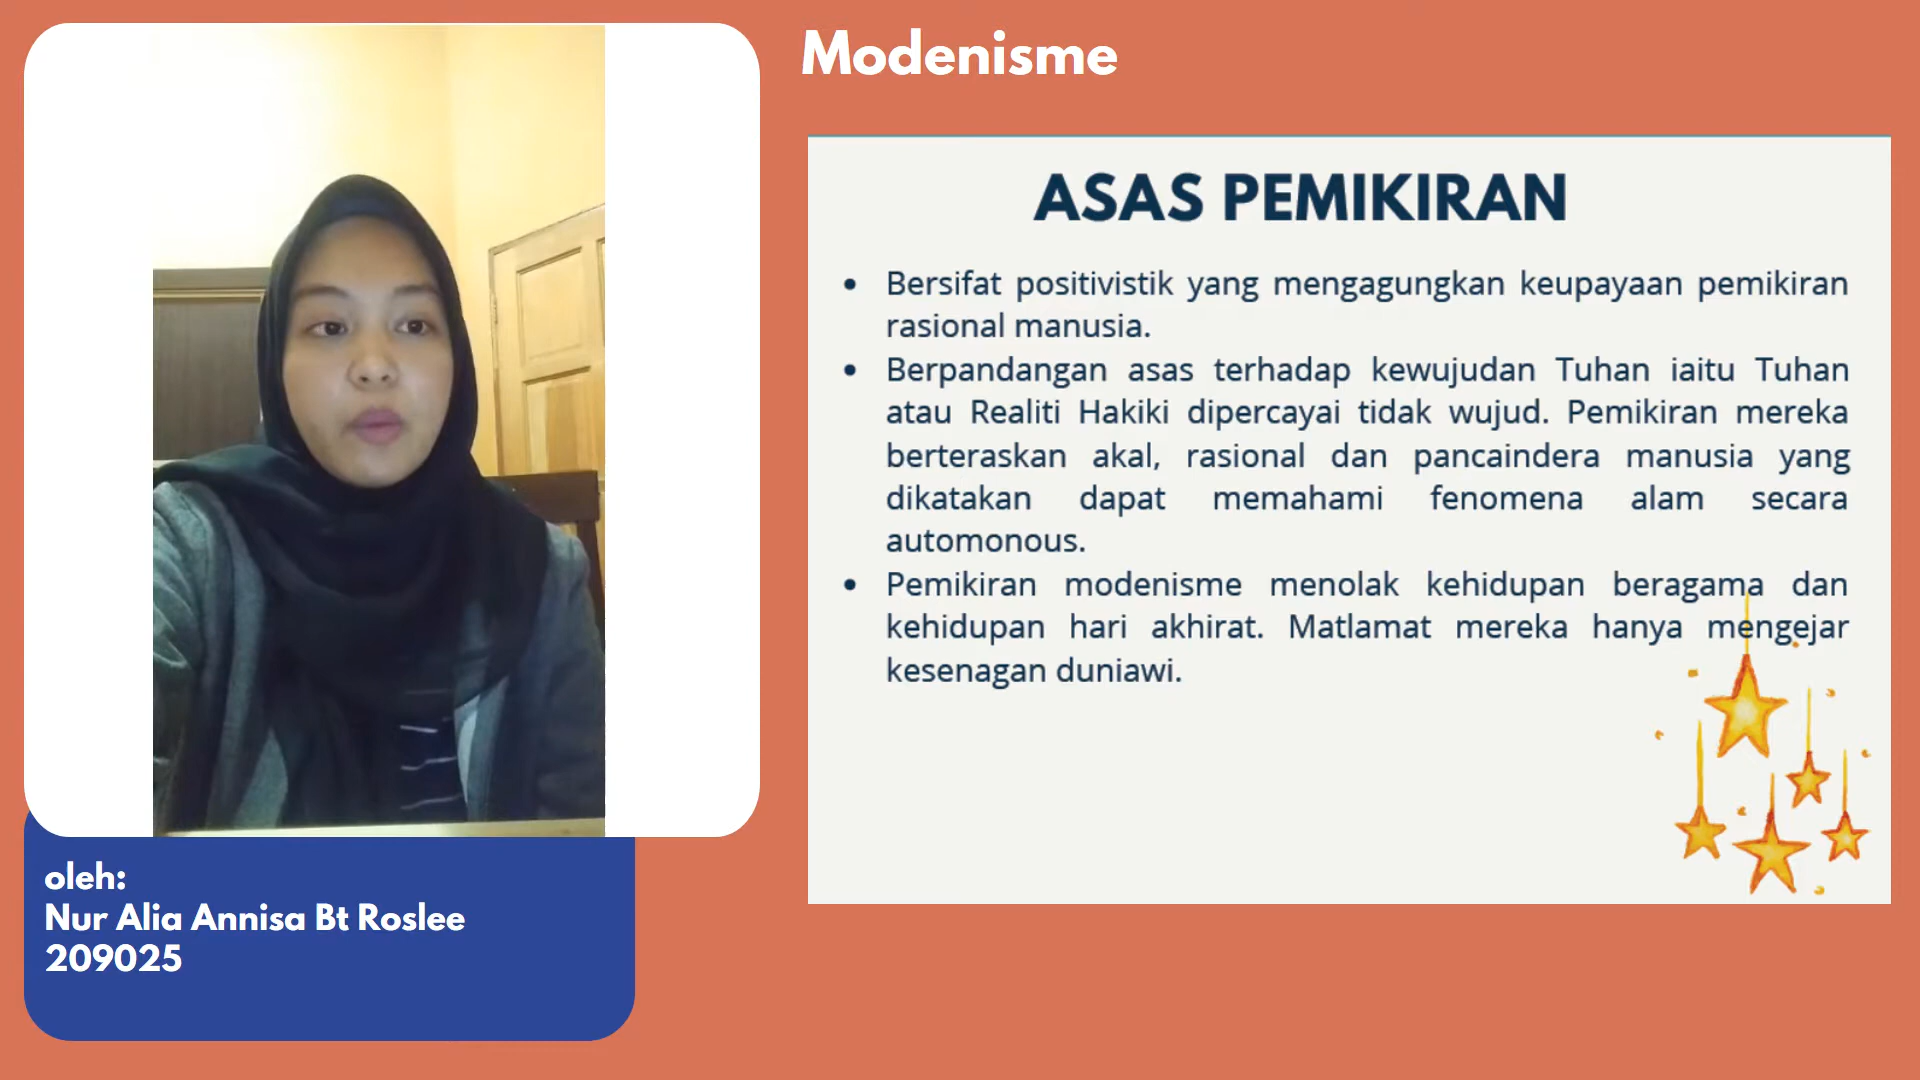 Modenisme
ASAS PEMIKIRAN
• Bersifat positivistik yang mengagungkan keupayaan pemikiran
rasional manusia.
• Berpandangan asas terhadap kewujudan Tuhan iaitu Tuhan
atau Realiti Hakiki dipercayai tidak wujud. Pemikiran mereka
berteraskan akal, rasional dan pancaindera manusia yang
dikatakan dapat memahami fenomena alam secara
automonous.
• Pemikiran modenisme menolak kehidupan beragama dan
kehidupan hari akhirat. Matlamat mereka hanya mengejar
kesenagan duniawi.
oleh:
Nur Alia Annisa Bt Roslee
209025